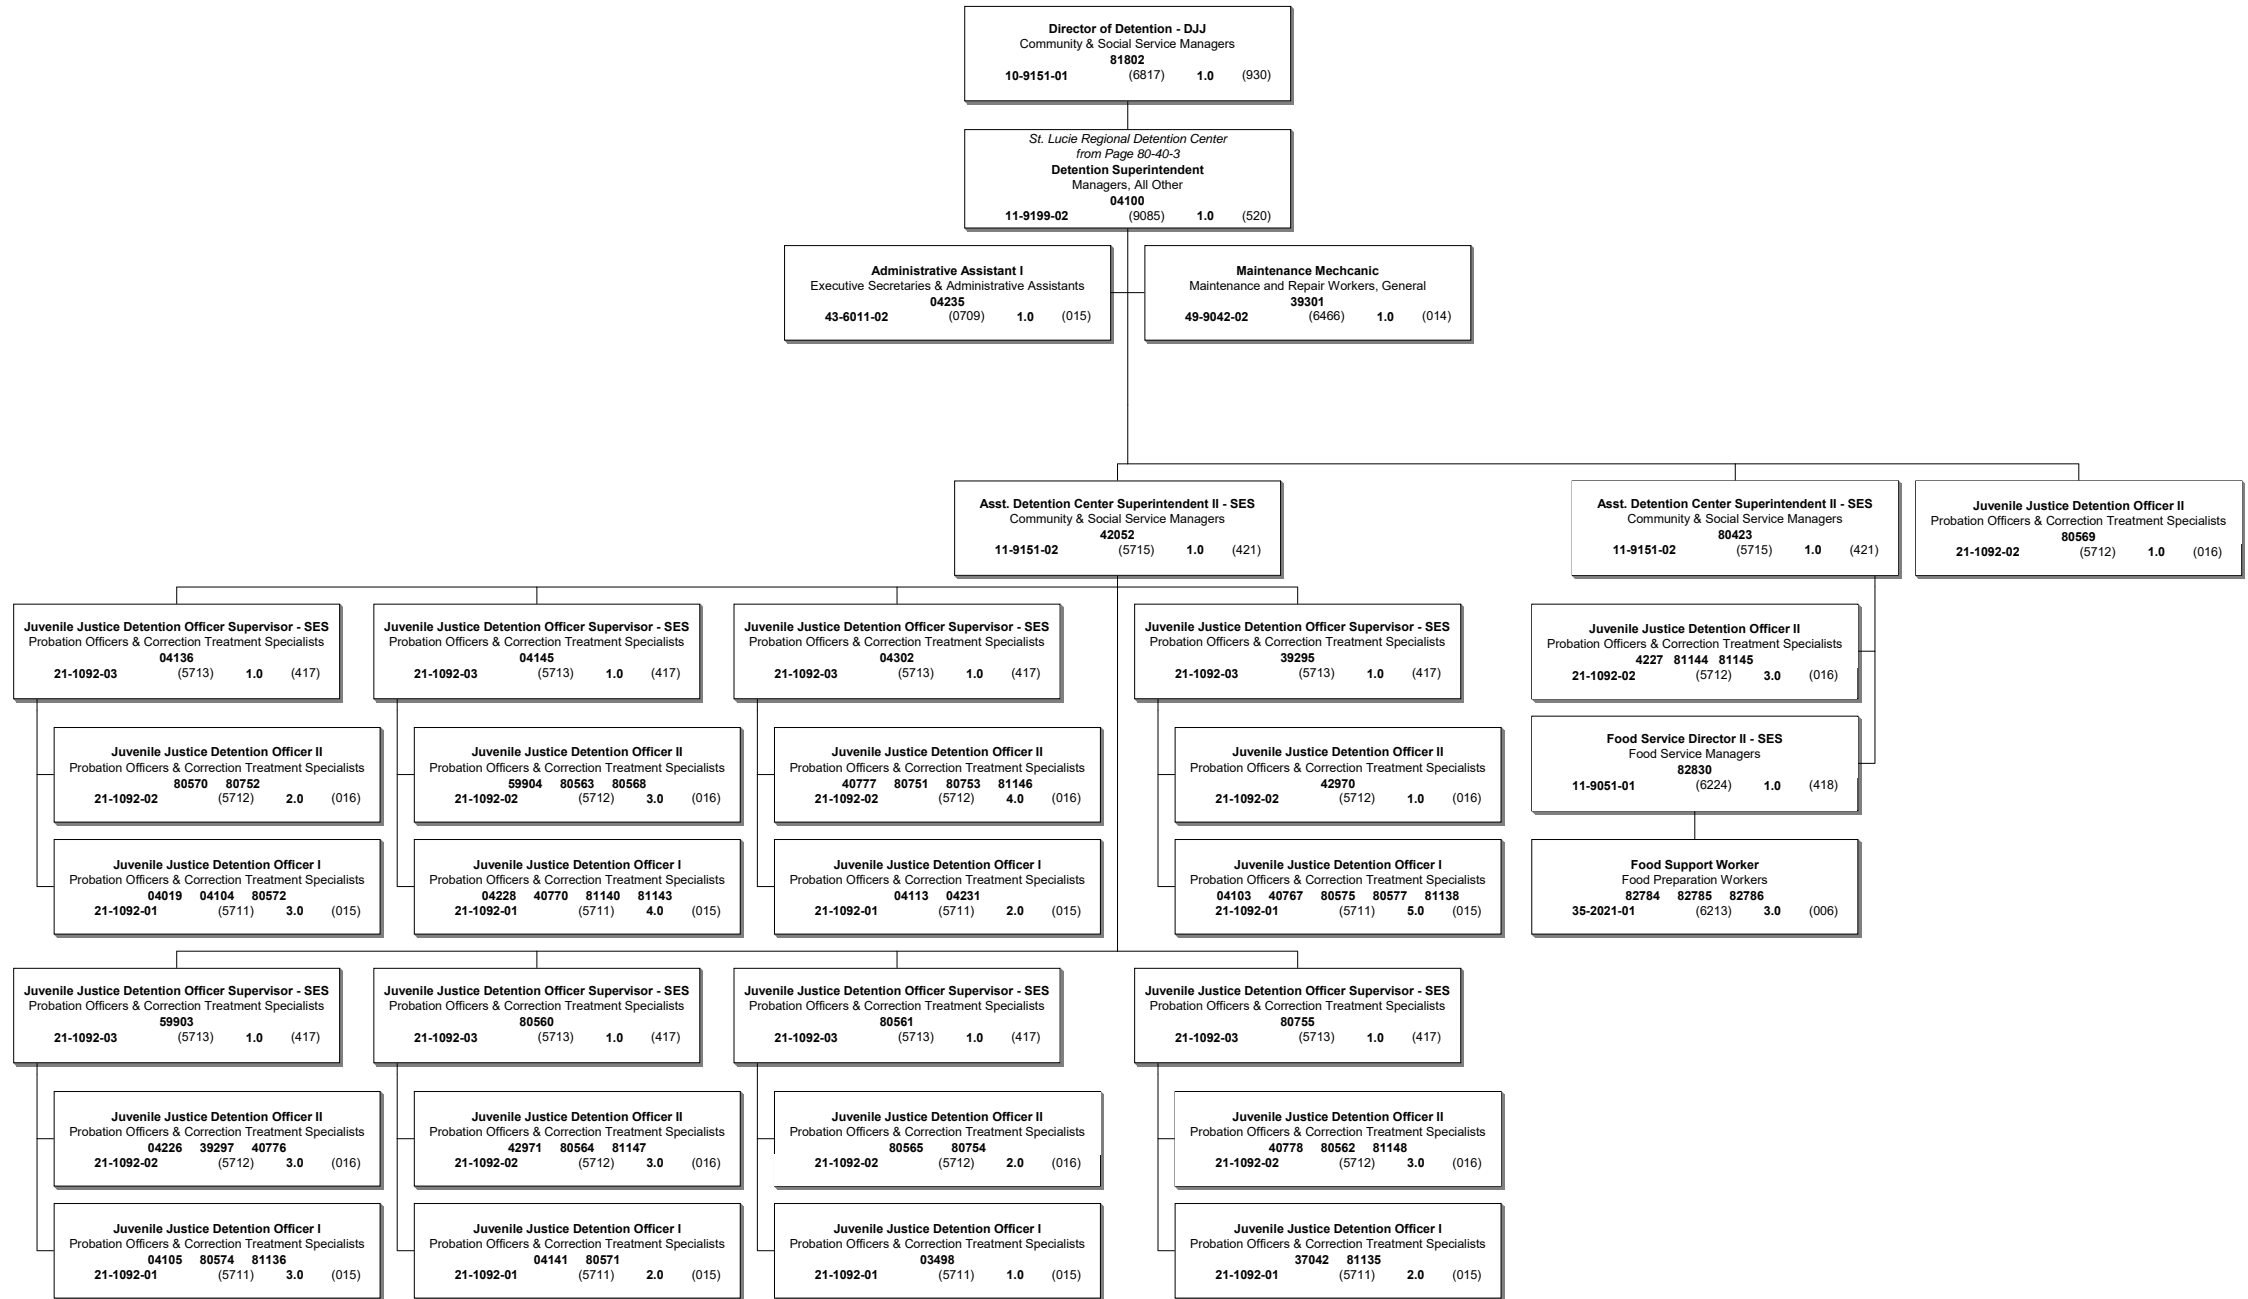 Director of Detention - DJJ
Community & Social Service Managers
81802
10-9151-01 (6817) 1.0 (930)
St. Lucie Regional Detention Center
from Page 80-40-3
Detention Superintendent
Managers, All Other
04100
11-9199-02 (9085) 1.0 (520)
Administrative Assistant I
Executive Secretaries & Administrative Assistants
04235
43-6011-02 (0709) 1.0 (015)
Maintenance Mechcanic
Maintenance and Repair Workers, General
39301
49-9042-02 (6466) 1.0 (014)
Asst. Detention Center Superintendent II - SES
Community & Social Service Managers
42052
11-9151-02 (5715) 1.0 (421)
Asst. Detention Center Superintendent II - SES
Community & Social Service Managers
80423
11-9151-02 (5715) 1.0 (421)
Juvenile Justice Detention Officer II
Probation Officers & Correction Treatment Specialists
80569
21-1092-02 (5712) 1.0 (016)
Juvenile Justice Detention Officer Supervisor - SES
Probation Officers & Correction Treatment Specialists
04136
21-1092-03 (5713) 1.0 (417)
Juvenile Justice Detention Officer Supervisor - SES
Probation Officers & Correction Treatment Specialists
04145
21-1092-03 (5713) 1.0 (417)
Juvenile Justice Detention Officer Supervisor - SES
Probation Officers & Correction Treatment Specialists
04302
21-1092-03 (5713) 1.0 (417)
Juvenile Justice Detention Officer Supervisor - SES
Probation Officers & Correction Treatment Specialists
39295
21-1092-03 (5713) 1.0 (417)
Juvenile Justice Detention Officer II
Probation Officers & Correction Treatment Specialists
4227 81144 81145
21-1092-02 (5712) 3.0 (016)
Juvenile Justice Detention Officer II
Probation Officers & Correction Treatment Specialists
80570 80752
21-1092-02 (5712) 2.0 (016)
Juvenile Justice Detention Officer II
Probation Officers & Correction Treatment Specialists
59904 80563 80568
21-1092-02 (5712) 3.0 (016)
Juvenile Justice Detention Officer II
Probation Officers & Correction Treatment Specialists
40777 80751 80753 81146
21-1092-02 (5712) 4.0 (016)
Juvenile Justice Detention Officer II
Probation Officers & Correction Treatment Specialists
42970
21-1092-02 (5712) 1.0 (016)
Food Service Director II - SES
Food Service Managers
82830
11-9051-01 (6224) 1.0 (418)
Juvenile Justice Detention Officer I
Probation Officers & Correction Treatment Specialists
04019 04104 80572
21-1092-01 (5711) 3.0 (015)
Juvenile Justice Detention Officer I
Probation Officers & Correction Treatment Specialists
04228 40770 81140 81143
21-1092-01 (5711) 4.0 (015)
Juvenile Justice Detention Officer I
Probation Officers & Correction Treatment Specialists
04113 04231
21-1092-01 (5711) 2.0 (015)
Juvenile Justice Detention Officer I
Probation Officers & Correction Treatment Specialists
04103 40767 80575 80577 81138
21-1092-01 (5711) 5.0 (015)
Food Support Worker
Food Preparation Workers
82784 82785 82786
35-2021-01 (6213) 3.0 (006)
Juvenile Justice Detention Officer Supervisor - SES
Probation Officers & Correction Treatment Specialists
59903
21-1092-03 (5713) 1.0 (417)
Juvenile Justice Detention Officer Supervisor - SES
Probation Officers & Correction Treatment Specialists
80560
21-1092-03 (5713) 1.0 (417)
Juvenile Justice Detention Officer Supervisor - SES
Probation Officers & Correction Treatment Specialists
80561
21-1092-03 (5713) 1.0 (417)
Juvenile Justice Detention Officer Supervisor - SES
Probation Officers & Correction Treatment Specialists
80755
21-1092-03 (5713) 1.0 (417)
Juvenile Justice Detention Officer II
Probation Officers & Correction Treatment Specialists
04226 39297 40776
21-1092-02 (5712) 3.0 (016)
Juvenile Justice Detention Officer II
Probation Officers & Correction Treatment Specialists
42971 80564 81147
21-1092-02 (5712) 3.0 (016)
Juvenile Justice Detention Officer II
Probation Officers & Correction Treatment Specialists
80565 80754
21-1092-02 (5712) 2.0 (016)
Juvenile Justice Detention Officer II
Probation Officers & Correction Treatment Specialists
40778 80562 81148
21-1092-02 (5712) 3.0 (016)
Juvenile Justice Detention Officer I
Probation Officers & Correction Treatment Specialists
04105 80574 81136
21-1092-01 (5711) 3.0 (015)
Juvenile Justice Detention Officer I
Probation Officers & Correction Treatment Specialists
04141 80571
21-1092-01 (5711) 2.0 (015)
Juvenile Justice Detention Officer I
Probation Officers & Correction Treatment Specialists
03498
21-1092-01 (5711) 1.0 (015)
Juvenile Justice Detention Officer I
Probation Officers & Correction Treatment Specialists
37042 81135
21-1092-01 (5711) 2.0 (015)